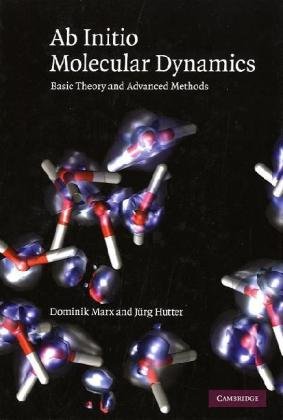 Ab Initio
Molecular Dynamics
Basic Theory and Advanced Methods
Dominik Marx and Jürg Hutter
CAMBRIDGE